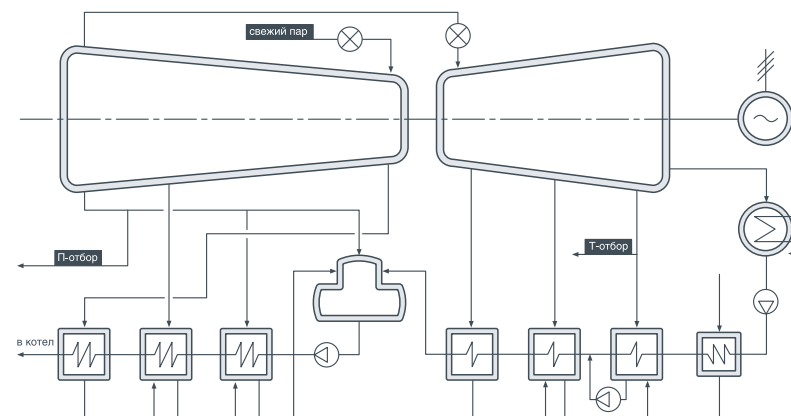 свежий пар
П-отбор
Т-отбор
в котел